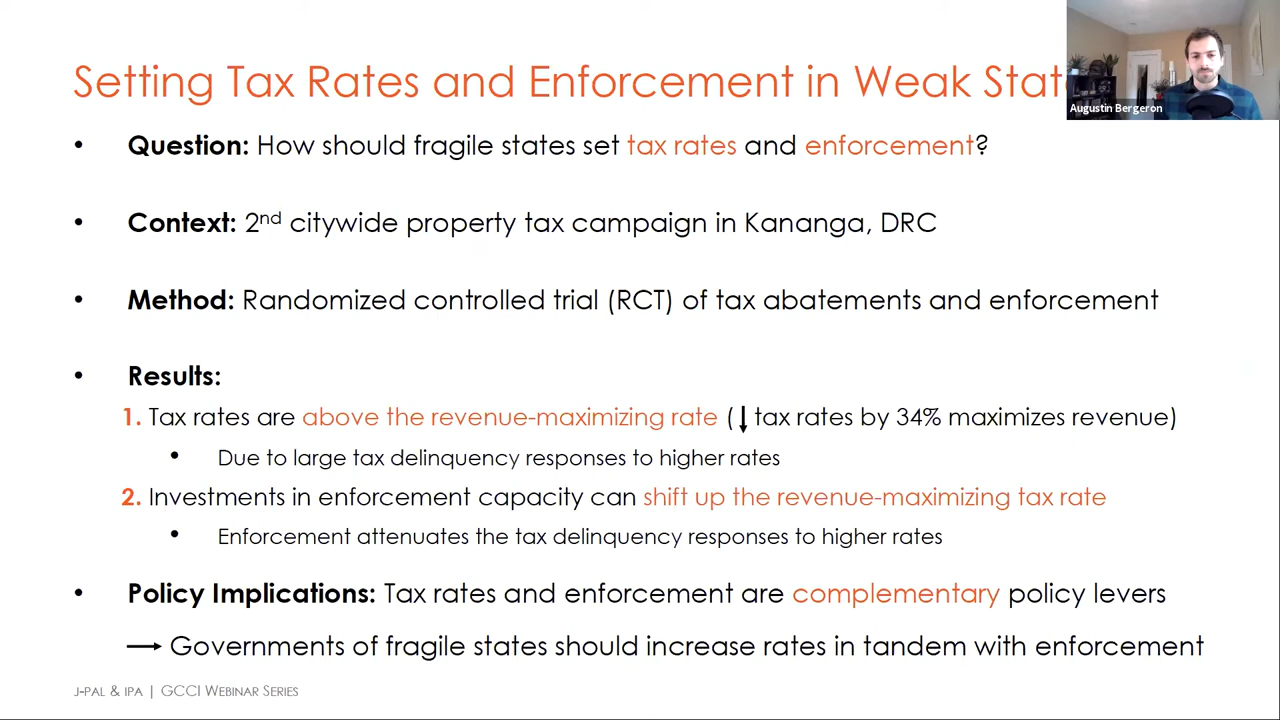 Setting Tax Rates and Enforcement in Weak Stat
Augustin Bergeron
• Question: How should fragile states set tax rates and enforcement?
• Context: 2nd citywide property tax campaign in Kananga, DRC
• Method: Randomized controlled trial (RCT) of tax abatements and enforcement
• Results:
1. Tax rates are above the revenue-maximizing rate (↓ tax rates by 34% maximizes revenue)
• Due to large tax delinquency responses to higher rates
2. Investments in enforcement capacity can shift up the revenue-maximizing tax rate
• Enforcement attenuates the tax delinquency responses to higher rates
• Policy Implications: Tax rates and enforcement are complementary policy levers
→ Governments of fragile states should increase rates in tandem with enforcement
J-PAL & IPA | GCCI WEBINAR SERIES